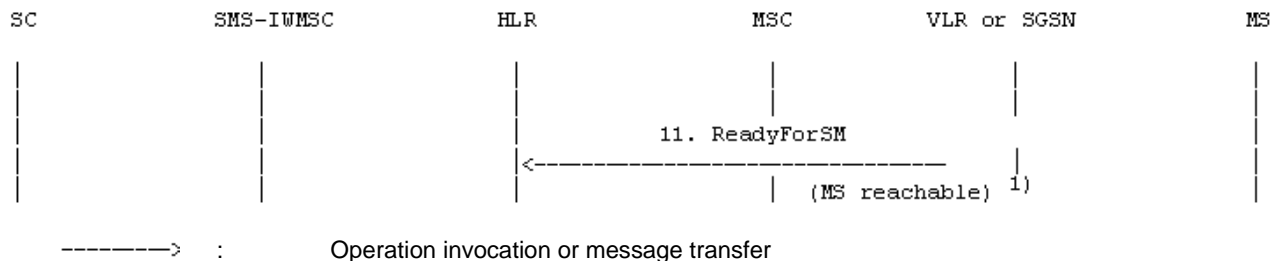 SC SMS-IWMSC HLR MSC VLR or SGSN MS
11. ReadyForSM
(MS reachable) 1)
: Operation invocation or message transfer